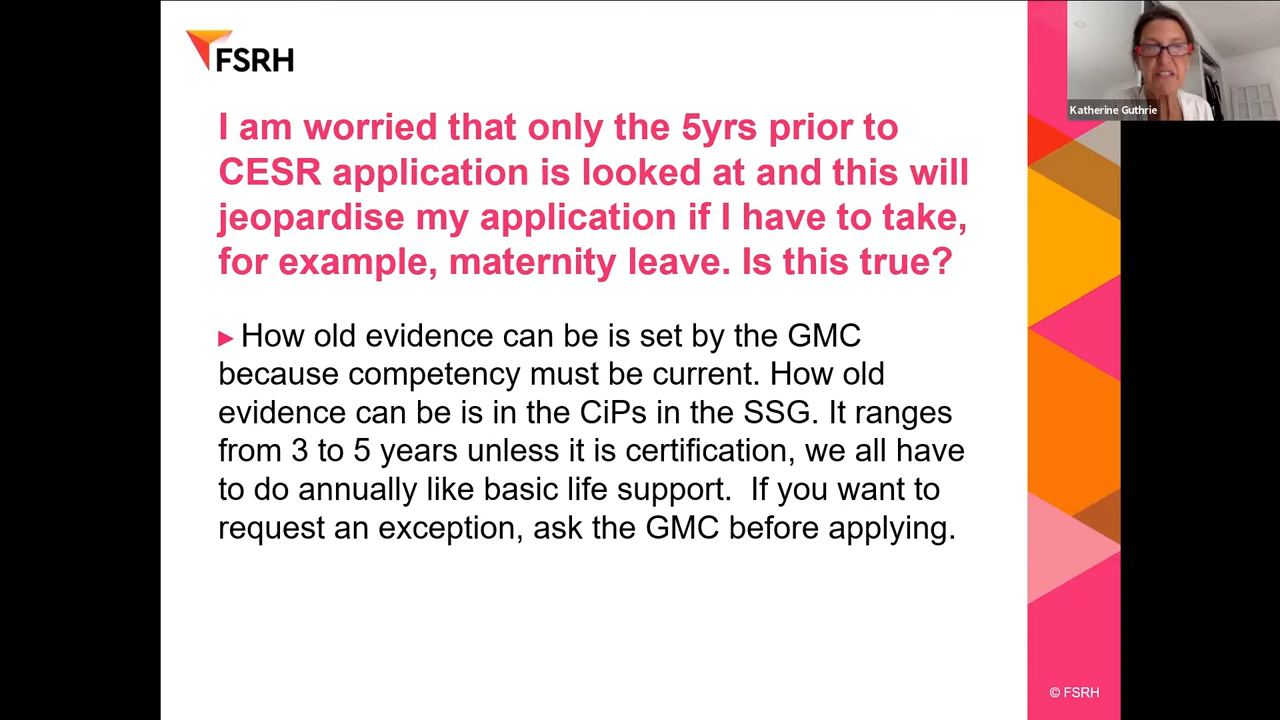 FSRH
Katherine Guthrie
I am worried that only the 5yrs prior to
CESR application is looked at and this will
jeopardise my application if I have to take,
for example, maternity leave. Is this true?
How old evidence can be is set by the GMC
because competency must be current. How old
evidence can be is in the CiPs in the SSG. It ranges
from 3 to 5 years unless it is certification, we all have
to do annually like basic life support.  If you want to
request an exception, ask the GMC before applying.
© FSRH